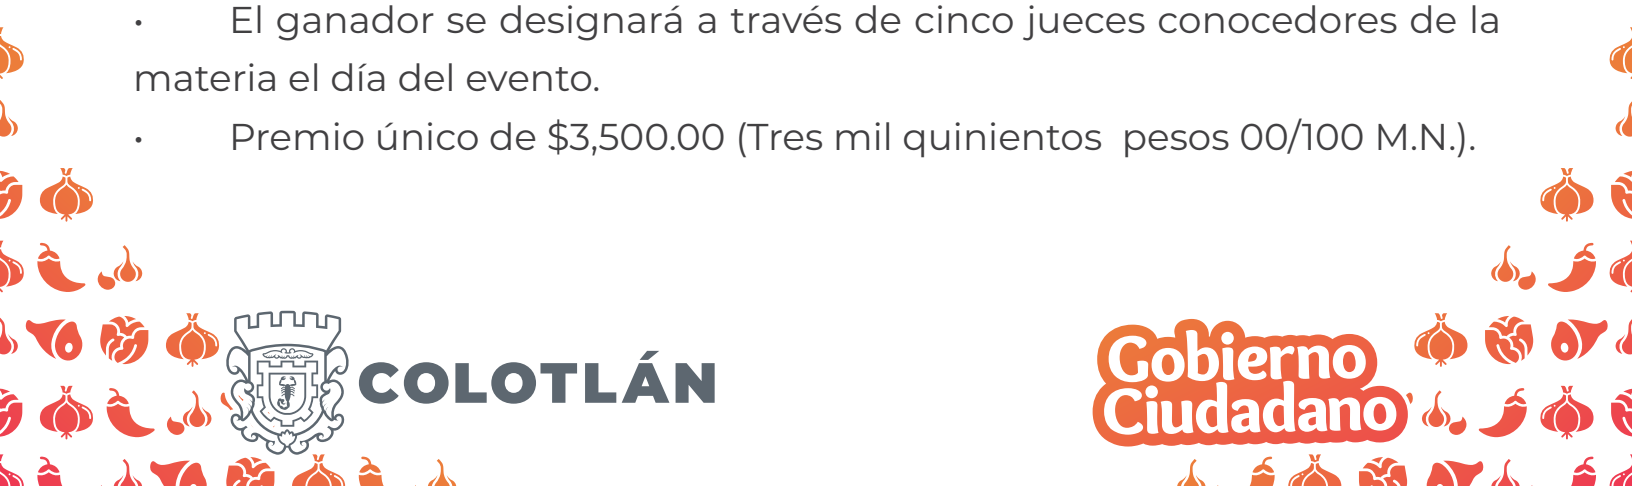 · El ganador se designará a través de cinco jueces conocedores de la
materia el día del evento.
· Premio único de $3,500.00 (Tres mil quinientos  pesos 00/100 M.N.).
COLOTLÁN
Gobierno
Ciudadano